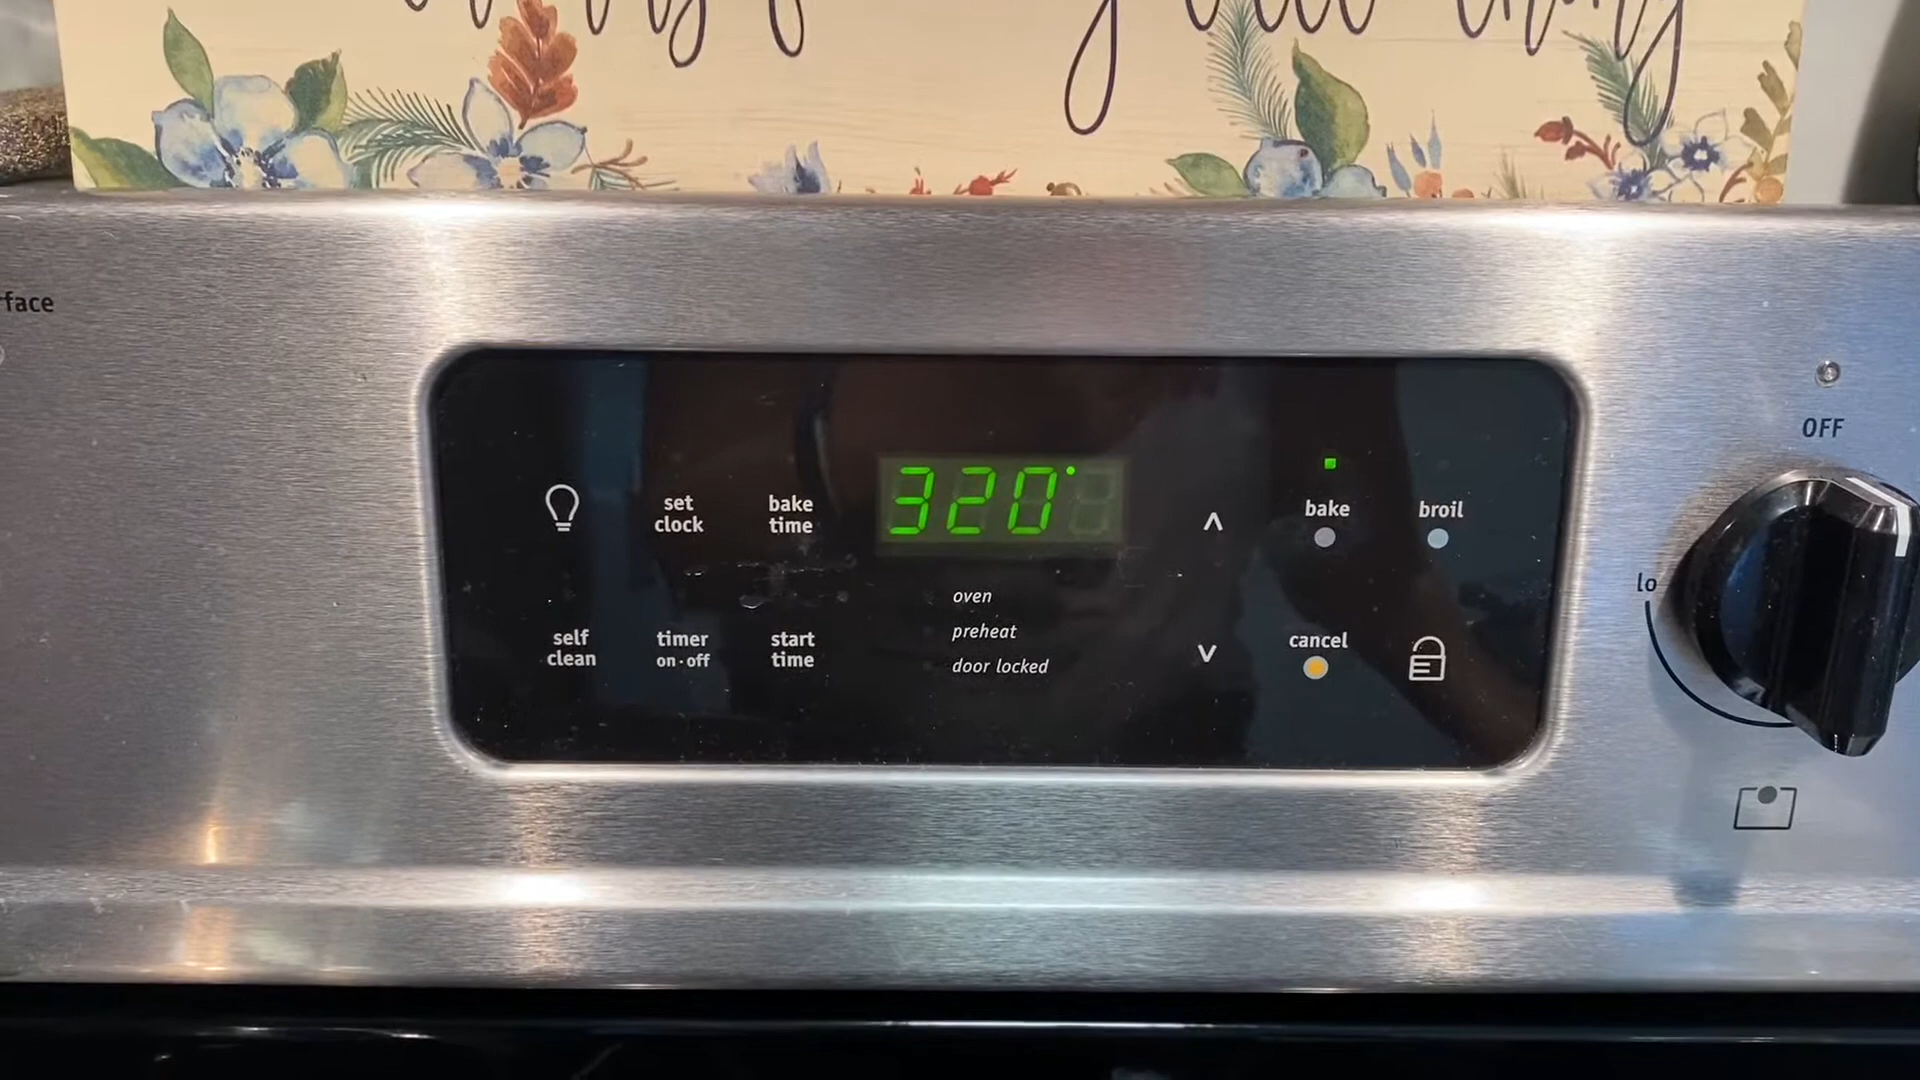 rface
OFF
320°
set
clock
bake
time
bake
broil
lo
oven
preheat
door locked
self
clean
timer
on·off
start
time
cancel